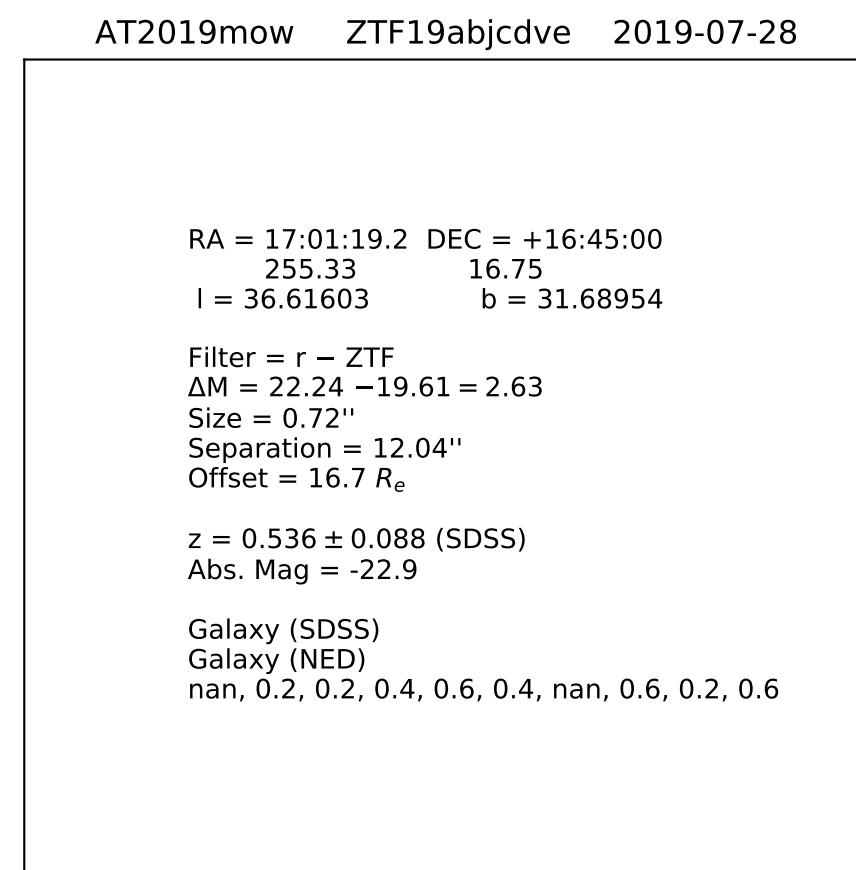 AT2019mow ZTF19abjcdve 2019-07-28
RA = 17:01:19.2 DEC = +16:45:00
255.33 16.75
l = 36.61603 b = 31.68954
Filter = r − ZTF
ΔM = 22.24 −19.61 = 2.63
Size = 0.72''
Separation = 12.04''
Offset = 16.7 Rₑ
z = 0.536 ± 0.088 (SDSS)
Abs. Mag = -22.9
Galaxy (SDSS)
Galaxy (NED)
nan, 0.2, 0.2, 0.4, 0.6, 0.4, nan, 0.6, 0.2, 0.6